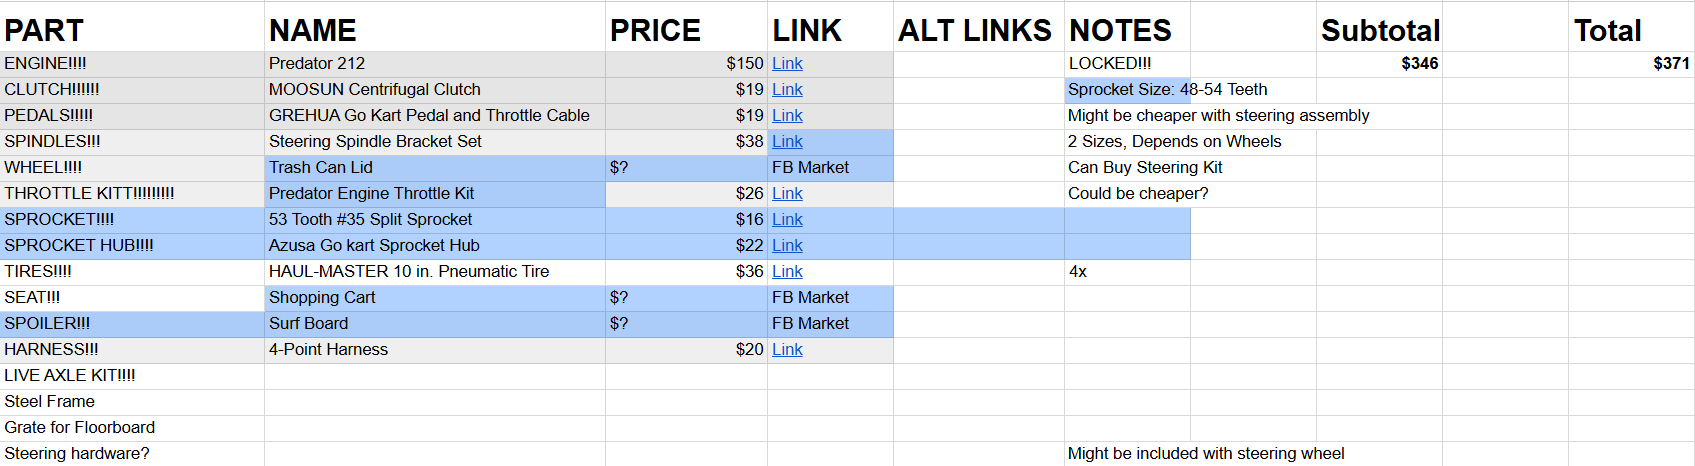 PART NAME PRICE LINK ALT LINKS NOTES Subtotal Total
ENGINE!!!! Predator 212 $150 Link LOCKED!!! $346 $371
CLUTCH!!!!!! MOOSUN Centrifugal Clutch $19 Link Sprocket Size: 48-54 Teeth
PEDALS!!!!! GREHUA Go Kart Pedal and Throttle Cable $19 Link Might be cheaper with steering assembly
SPINDLES!!! Steering Spindle Bracket Set $38 Link 2 Sizes, Depends on Wheels
WHEEL!!!! Trash Can Lid $? FB Market Can Buy Steering Kit
THROTTLE KITT!!!!!!!!! Predator Engine Throttle Kit $26 Link Could be cheaper?
SPROCKET!!!! 53 Tooth #35 Split Sprocket $16 Link
SPROCKET HUB!!!! Azusa Go kart Sprocket Hub $22 Link
TIRES!!!! HAUL-MASTER 10 in. Pneumatic Tire $36 Link 4x
SEAT!!! Shopping Cart $? FB Market
SPOILER!!! Surf Board $? FB Market
HARNESS!!! 4-Point Harness $20 Link
LIVE AXLE KIT!!!!
Steel Frame
Grate for Floorboard
Steering hardware? Might be included with steering wheel